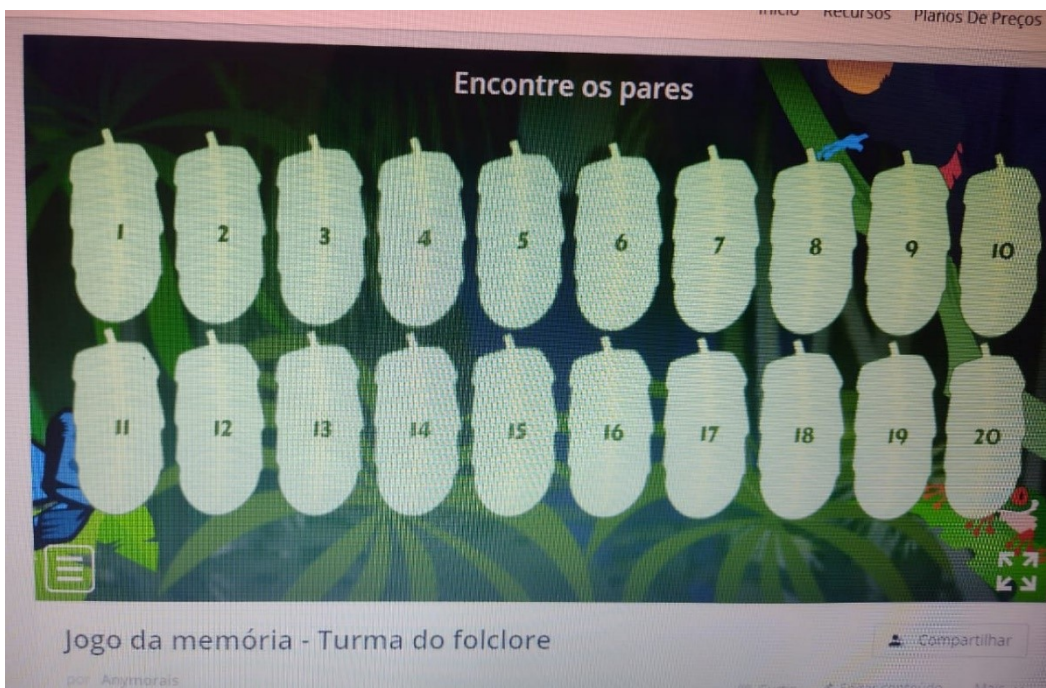 Início Recursos Planos De Preços
Encontre os pares
1 2 3 4 5 6 7 8 9 10
11 12 13 14 15 16 17 18 19 20
Jogo da memória - Turma do folclore
Compartilhar
por Anymorais